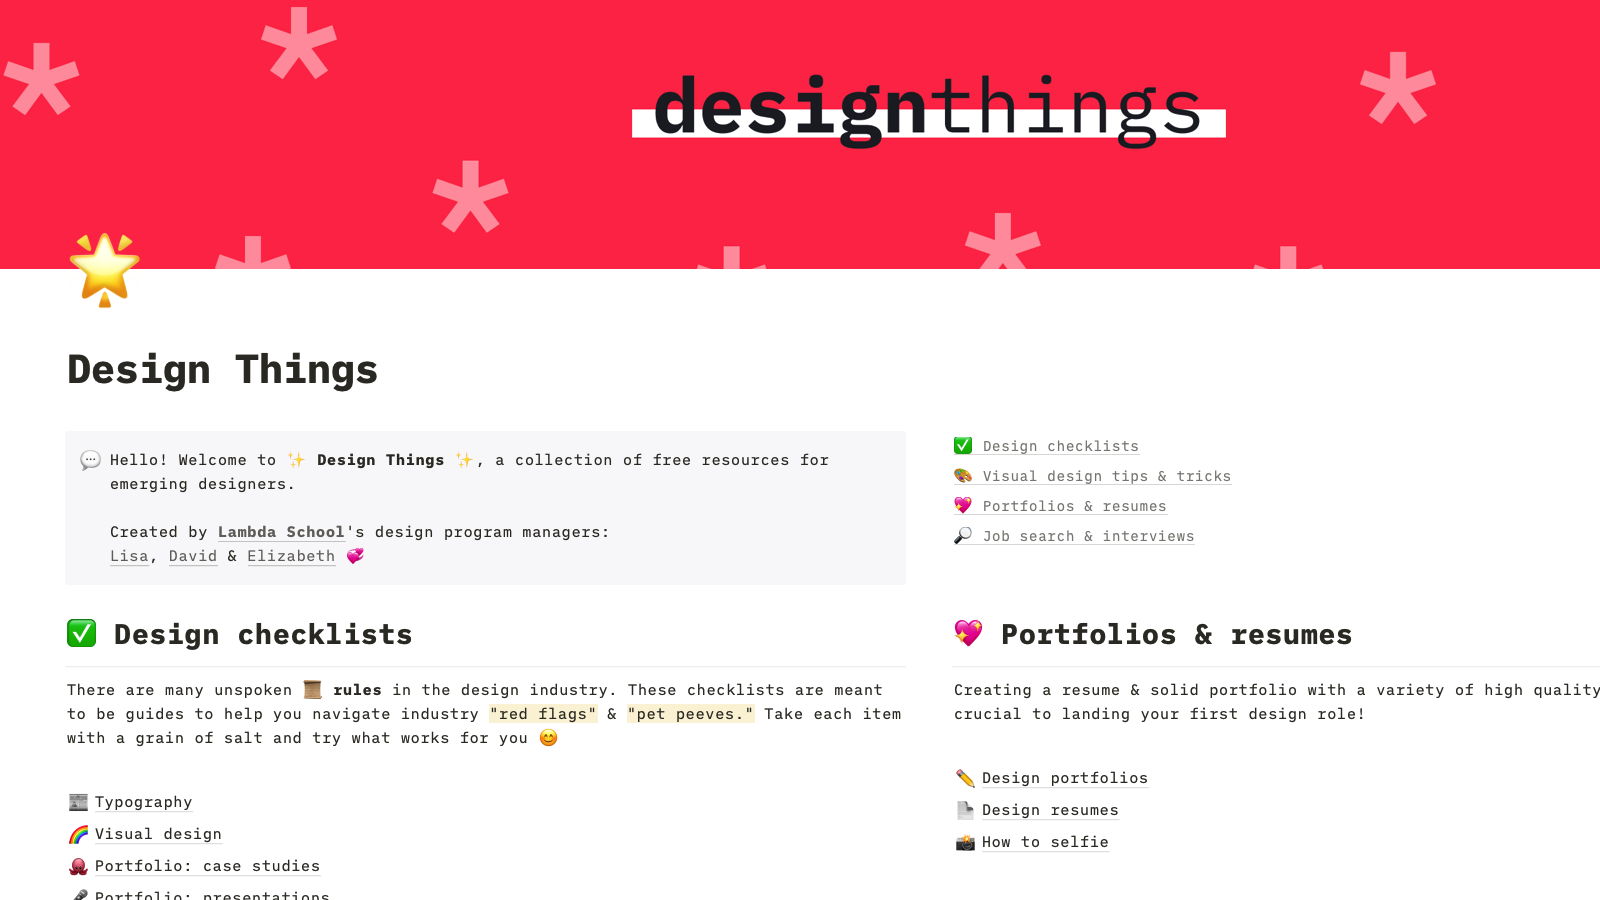 designthings
Design Things
Hello! Welcome to ✨ Design Things ✨, a collection of free resources for
emerging designers.
Created by Lambda School's design program managers:
Lisa, David & Elizabeth 💞
✅ Design checklists
🎨 Visual design tips & tricks
💖 Portfolios & resumes
🔎 Job search & interviews
✅ Design checklists
There are many unspoken 📜 rules in the design industry. These checklists are meant
to be guides to help you navigate industry "red flags" & "pet peeves." Take each item
with a grain of salt and try what works for you 😊
Typography
Visual design
Portfolio: case studies
Portfolio: presentations
💖 Portfolios & resumes
Creating a resume & solid portfolio with a variety of high quality
crucial to landing your first design role!
Design portfolios
Design resumes
How to selfie